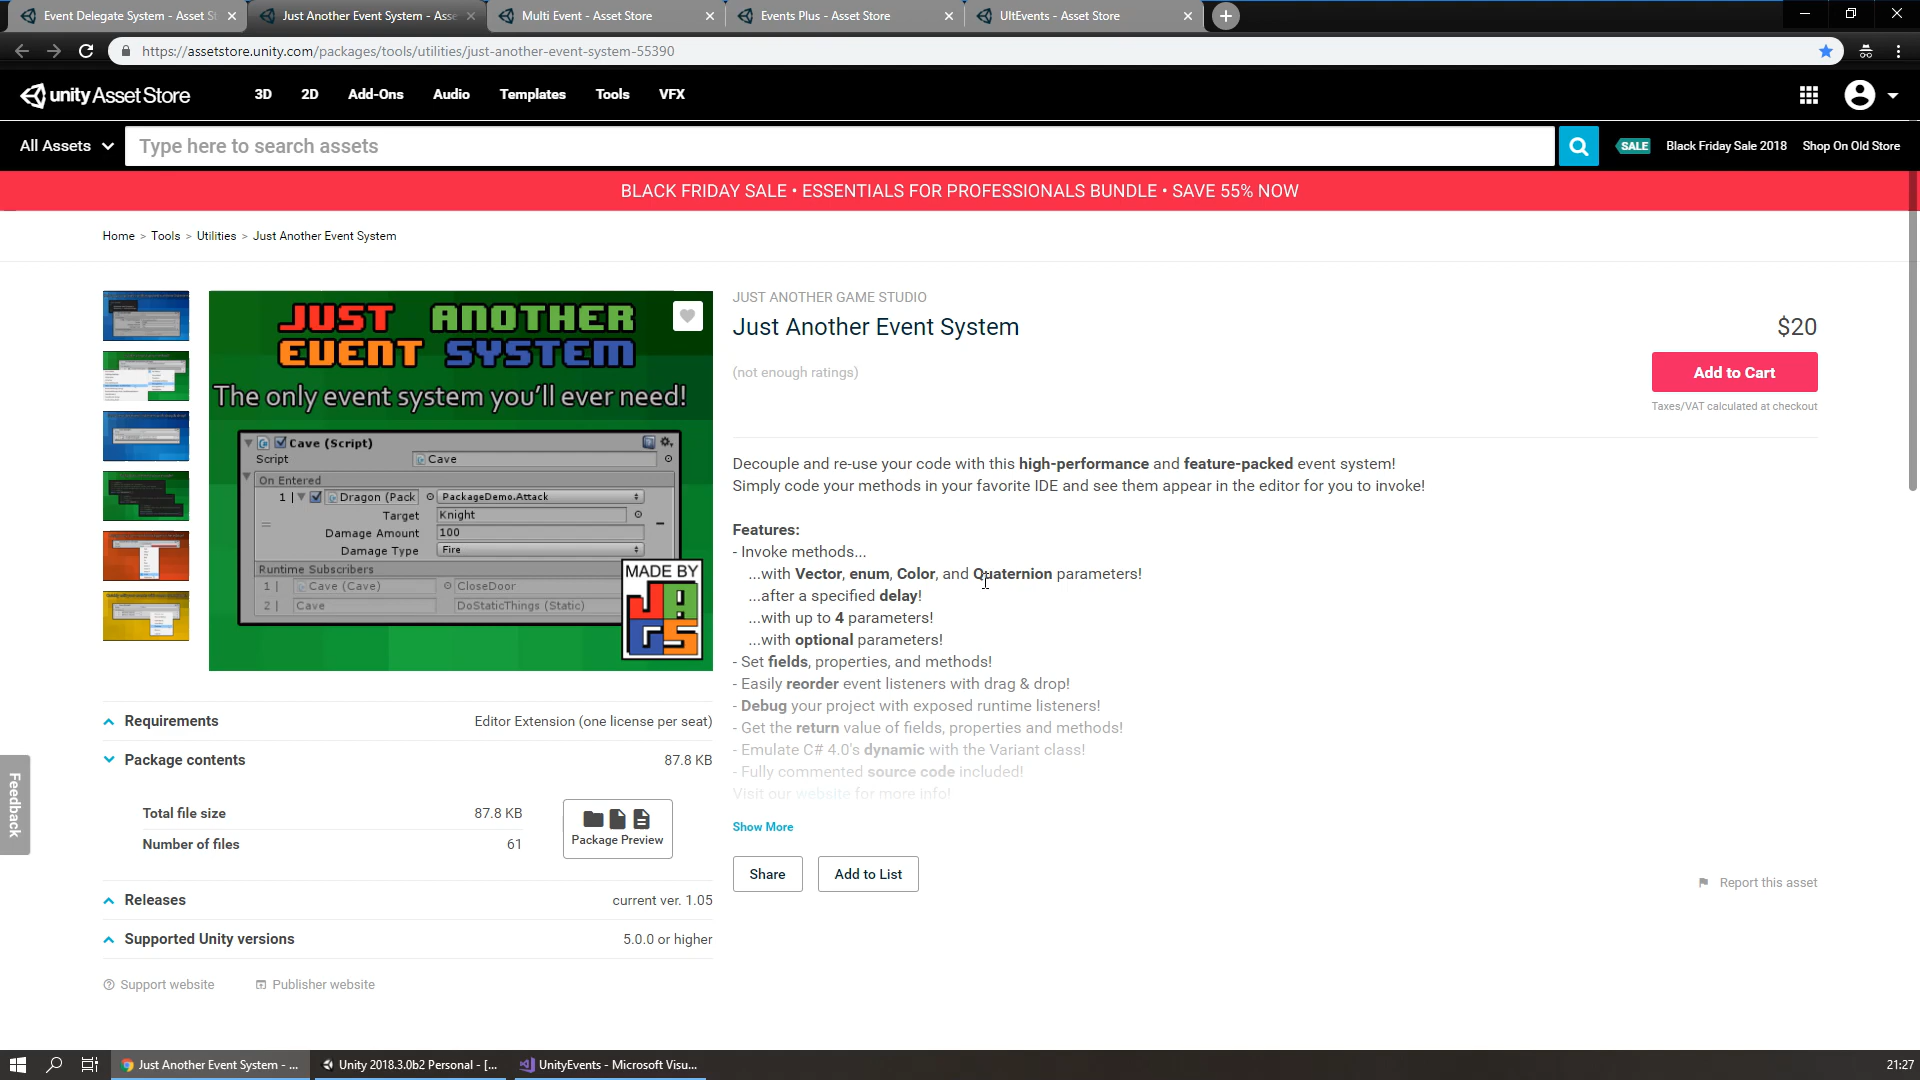 Event Delegate System - Asset S
Just Another Event System - Asse
Multi Event - Asset Store
Events Plus - Asset Store
UltEvents - Asset Store
https://assetstore.unity.com/packages/tools/utilities/just-another-event-system-55390
unity Asset Store
3D
2D
Add-Ons
Audio
Templates
Tools
VFX
All Assets
Type here to search assets
SALE
Black Friday Sale 2018
Shop On Old Store
BLACK FRIDAY SALE • ESSENTIALS FOR PROFESSIONALS BUNDLE • SAVE 55% NOW
Home > Tools > Utilities > Just Another Event System
JUST ANOTHER
EVENT SYSTEM
The only event system you'll ever need!
Cave (Script)
Script Cave
On Entered
1 | Dragon (Pack PackageDemo.Attack
Target Knight
Damage Amount 100
Damage Type Fire
Runtime Subscribers
1 | Cave (Cave) CloseDoor
2 | Cave DoStaticThings (Static)
MADE BY
JAGS
JUST ANOTHER GAME STUDIO
Just Another Event System
$20
(not enough ratings)
Add to Cart
Taxes/VAT calculated at checkout
Decouple and re-use your code with this high-performance and feature-packed event system!
Simply code your methods in your favorite IDE and see them appear in the editor for you to invoke!
Features:
- Invoke methods...
...with Vector, enum, Color, and Quaternion parameters!
...after a specified delay!
...with up to 4 parameters!
...with optional parameters!
- Set fields, properties, and methods!
- Easily reorder event listeners with drag & drop!
- Debug your project with exposed runtime listeners!
- Get the return value of fields, properties and methods!
- Emulate C# 4.0's dynamic with the Variant class!
- Fully commented source code included!
Visit our website for more info!
Show More
Share
Add to List
Report this asset
Requirements
Editor Extension (one license per seat)
Package contents
87.8 KB
Total file size
87.8 KB
Number of files
61
Package Preview
Releases
current ver. 1.05
Supported Unity versions
5.0.0 or higher
Support website
Publisher website
Feedback
Just Another Event System - ...
Unity 2018.3.0b2 Personal - [...
UnityEvents - Microsoft Visu...
21:27